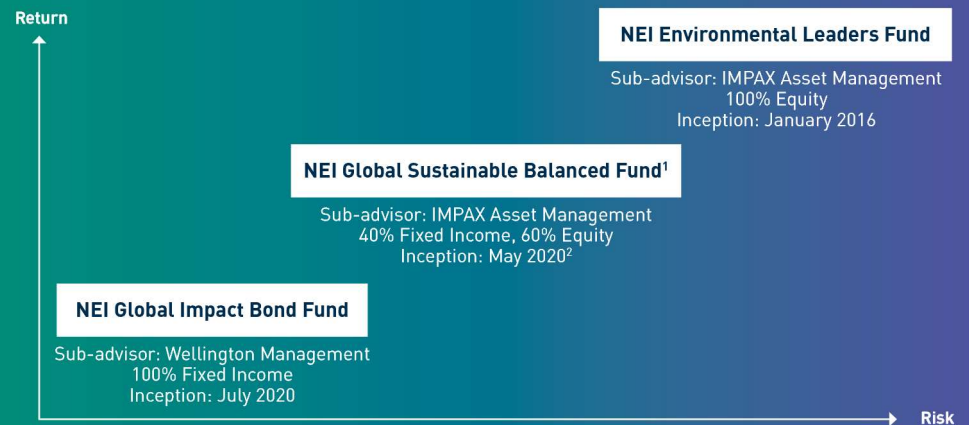 Return
NEI Environmental Leaders Fund
Sub-advisor: IMPAX Asset Management
100% Equity
Inception: January 2016
NEI Global Sustainable Balanced Fund¹
Sub-advisor: IMPAX Asset Management
40% Fixed Income, 60% Equity
Inception: May 2020²
NEI Global Impact Bond Fund
Sub-advisor: Wellington Management
100% Fixed Income
Inception: July 2020
Risk